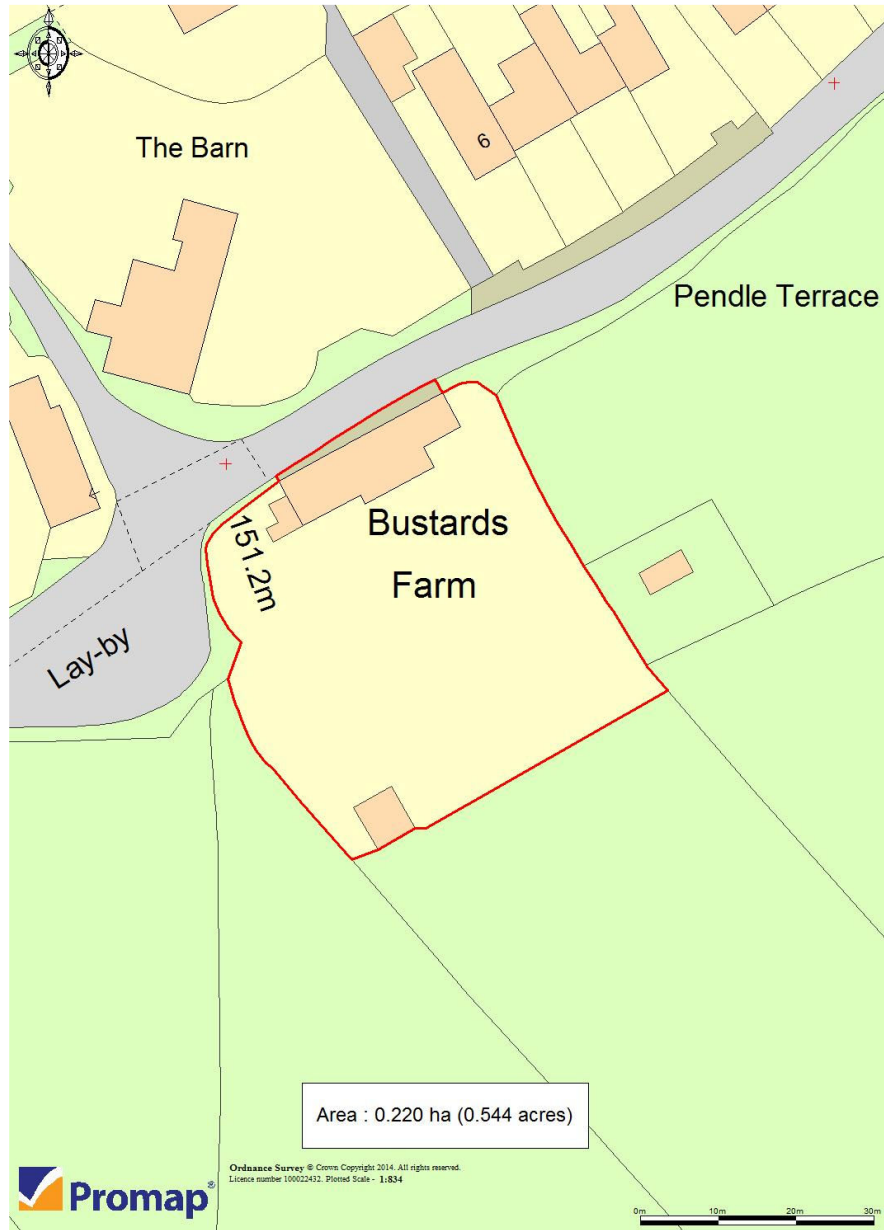 The Barn
6
Pendle Terrace
Bustards
Farm
151.2m
Lay-by
Area : 0.220 ha (0.544 acres)
Promap®
Ordnance Survey © Crown Copyright 2014. All rights reserved.
Licence number 100022432. Plotted Scale - 1:834
0m 10m 20m 30m